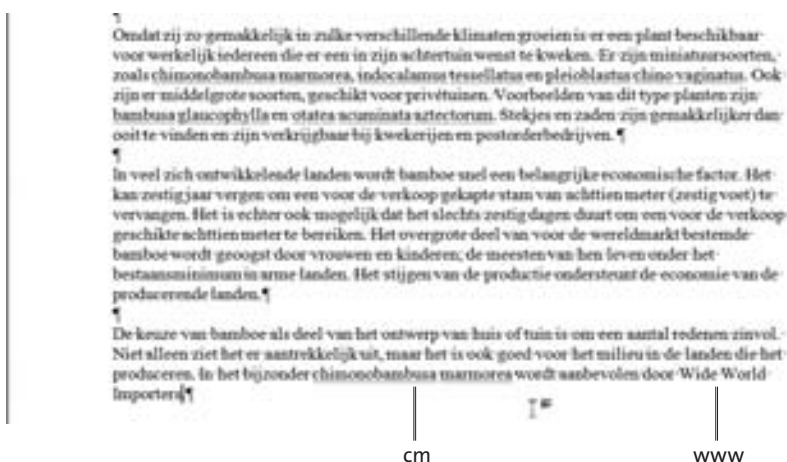 ¶
Omdat zij zo gemakkelijk in zulke verschillende klimaten groeien is er een plant beschikbaar
voor werkelijk iedereen die er een in zijn achtertuin wenst te kweken. Er zijn miniatuursoorten,
zoals chimonobambusa marmorea, indocalamus tessellatus en pleioblastus chino vaginatus. Ook
zijn er middelgrote soorten, geschikt voor privétuinen. Voorbeelden van dit type planten zijn
bambusa glaucophylla en otatea acuminata aztectorum. Stekjes en zaden zijn gemakkelijker dan
ooit te vinden en zijn verkrijgbaar bij kwekerijen en postorderbedrijven. ¶
¶
In veel zich ontwikkelende landen wordt bamboe snel een belangrijke economische factor. Het
kan zestig jaar vergen om een voor de verkoop gekapte stam van achttien meter (zestig voet) te
vervangen. Het is echter ook mogelijk dat het slechts zestig dagen duurt om een voor de verkoop
geschikte achttien meter te bereiken. Het overgrote deel van voor de wereldmarkt bestemde
bamboe wordt geoogst door vrouwen en kinderen; de meesten van hen leven onder het
bestaansminimum in arme landen. Het stijgen van de productie ondersteunt de economie van de
producerende landen.¶
¶
De keuze van bamboe als deel van het ontwerp van huis of tuin is om een aantal redenen zinvol.
Niet alleen ziet het er aantrekkelijk uit, maar het is ook goed voor het milieu in de landen die het
produceren. In het bijzonder chimonobambusa marmorea wordt aanbevolen door Wide World
Importers¶
cm www